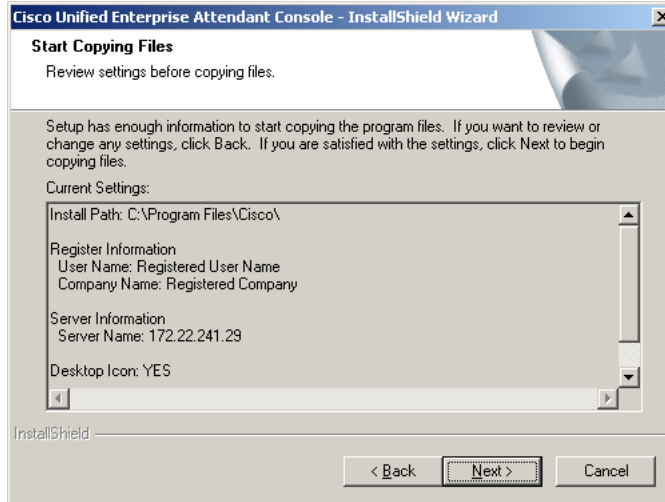 Cisco Unified Enterprise Attendant Console - InstallShield Wizard
Start Copying Files
Review settings before copying files.
Setup has enough information to start copying the program files. If you want to review or
change any settings, click Back. If you are satisfied with the settings, click Next to begin
copying files.
Current Settings:
Install Path: C:\Program Files\Cisco\
Register Information
User Name: Registered User Name
Company Name: Registered Company
Server Information
Server Name: 172.22.241.29
Desktop Icon: YES
InstallShield
< Back
Next >
Cancel